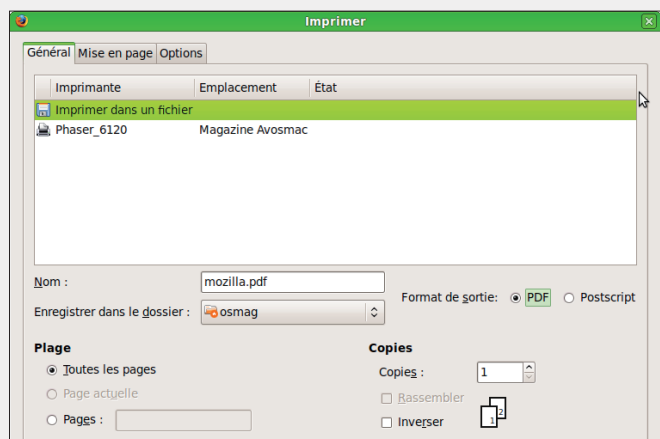 Imprimer
Général Mise en page Options
Imprimante Emplacement État
Imprimer dans un fichier
Phaser_6120 Magazine Avosmac
Nom : mozilla.pdf
Format de sortie: PDF Postscript
Enregistrer dans le dossier : osmag
Plage Copies
Toutes les pages Copies : 1
Page actuelle Rassembler
Pages : Inverser 1 2